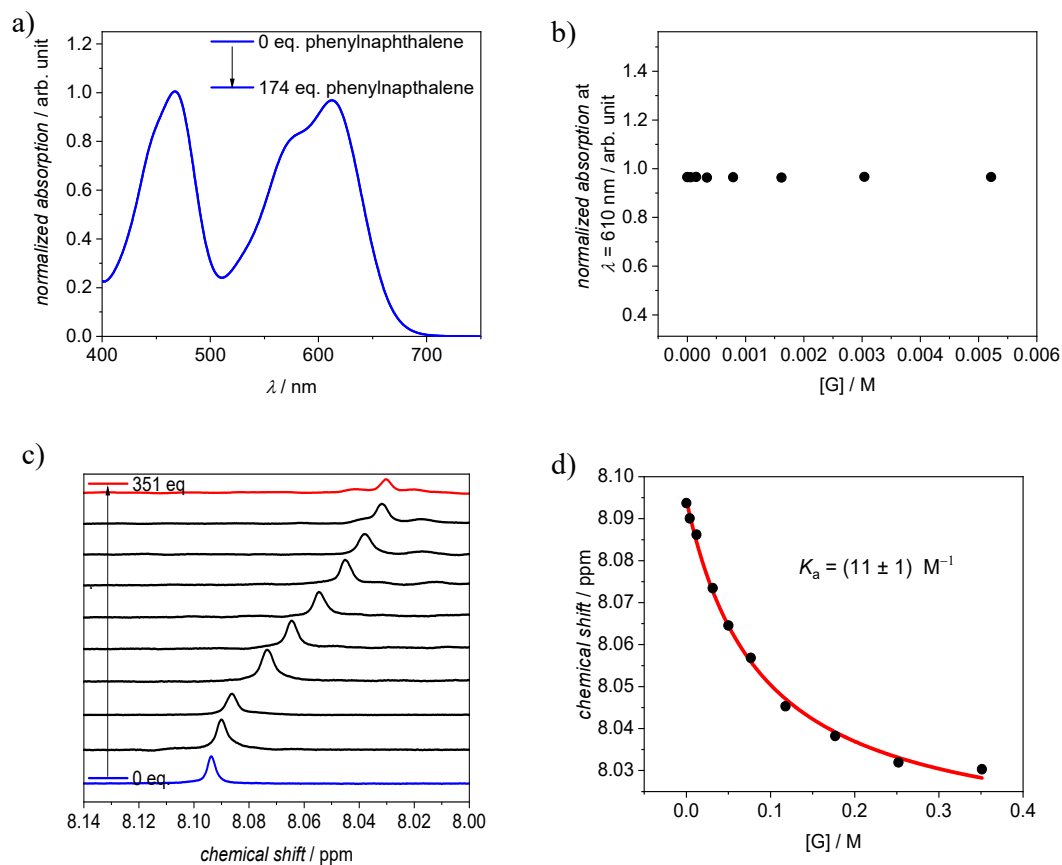 a)
1.2
1.0
0.8
0.6
0.4
0.2
0.0
normalized absorption / arb. unit
0 eq. phenylnaphthalene
174 eq. phenylnapthalene
400 500 600 700
λ / nm
b)
1.4
1.2
1.0
0.8
0.6
0.4
normalized absorption at
λ = 610 nm / arb. unit
0.000 0.001 0.002 0.003 0.004 0.005 0.006
[G] / M
c)
351 eq
0 eq.
8.14 8.12 8.10 8.08 8.06 8.04 8.02 8.00
chemical shift / ppm
d)
8.10
8.09
8.08
8.07
8.06
8.05
8.04
8.03
chemical shift / ppm
Ka = (11 ± 1) M⁻¹
0.0 0.1 0.2 0.3 0.4
[G] / M